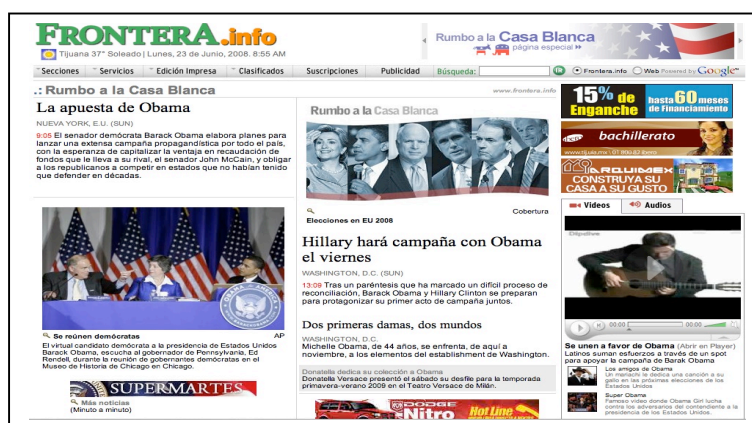 FRONTERA.info
Tijuana 37° Soleado | Lunes, 23 de Junio, 2008. 8:55 AM
Rumbo a la Casa Blanca
página especial
Secciones Servicios Edición Impresa Clasificados Suscripciones Publicidad Búsqueda: Frontera.info Web Powered by Google™
.: Rumbo a la Casa Blanca
www.frontera.info
La apuesta de Obama
NUEVA YORK, E.U. (SUN)
9:05 El senador demócrata Barack Obama elabora planes para
lanzar una extensa campaña propagandística por todo el país,
con la esperanza de capitalizar la ventaja en recaudación de
fondos que le lleva a su rival, el senador John McCain, y obligar
a los republicanos a competir en estados que no habían tenido
que defender en décadas.
Se reúnen demócratas
AP
El virtual candidato demócrata a la presidencia de Estados Unidos
Barack Obama, escucha al gobernador de Pennsylvania, Ed
Rendell, durante la reunión de gobernantes demócratas en el
Museo de Historia de Chicago en Chicago.
SUPERMARTES
Más noticias
(Minuto a minuto)
Rumbo a la Casa Blanca
Cobertura
Elecciones en EU 2008
Hillary hará campaña con Obama
el viernes
WASHINGTON, D.C. (SUN)
13:09 Tras un paréntesis que ha marcado un difícil proceso de
reconciliación, Barack Obama y Hillary Clinton se preparan
para protagonizar su primer acto de campaña juntos.
Dos primeras damas, dos mundos
WASHINGTON, D.C.
Michelle Obama, de 44 años, se enfrenta, de aquí a
noviembre, a los elementos del establishment de Washington.
Donatella dedica su colección a Obama
Donatella Versace presentó el sábado su desfile para la temporada
primavera-verano 2009 en el Teatro Versace de Milán.
DODGE
Nitro
Hot Line
15% de
Enganche
hasta 60 meses
de Financiamiento
bachillerato
ARQUIMEX
CONSTRUYA SU
CASA A SU GUSTO
Videos Audios
00:00 00:00
Se unen a favor de Obama (Abrir en Player)
Latinos suman esfuerzos a través de un spot
para apoyar la campaña de Barak Obama
Los amigos de Obama
Un mariachi le dedica una canción a su
gallo en las próximas elecciones de los
Estados Unidos
Super Obama
Famoso video donde Obama Girl lucha
contra los adversarios del contendiente a la
presidencia de los Estados Unidos.